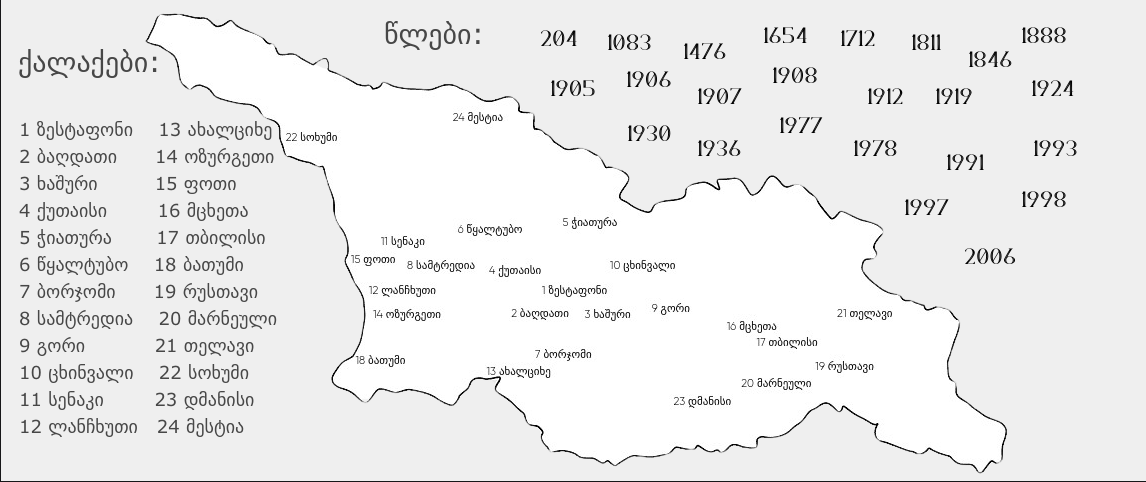 ქალაქები:
1 ზესტაფონი
2 ბაღდათი
3 ხაშური
4 ქუთაისი
5 ჭიათურა
6 წყალტუბო
7 ბორჯომი
8 სამტრედია
9 გორი
10 ცხინვალი
11 სენაკი
12 ლანჩხუთი
13 ახალციხე
14 ოზურგეთი
15 ფოთი
16 მცხეთა
17 თბილისი
18 ბათუმი
19 რუსთავი
20 მარნეული
21 თელავი
22 სოხუმი
23 დმანისი
24 მესტია
წლები:
204 1083 1476 1654 1712 1811 1846 1888
1905 1906 1907 1908 1912 1919 1924
1930 1936 1977 1978 1991 1993
1997 1998
2006
24 მესტია
22 სოხუმი
5 ჭიათურა
6 წყალტუბო
11 სენაკი
15 ფოთი
8 სამტრედია
4 ქუთაისი
10 ცხინვალი
12 ლანჩხუთი
1 ზესტაფონი
14 ოზურგეთი
2 ბაღდათი
3 ხაშური
9 გორი
21 თელავი
16 მცხეთა
17 თბილისი
18 ბათუმი
7 ბორჯომი
13 ახალციხე
19 რუსთავი
20 მარნეული
23 დმანისი